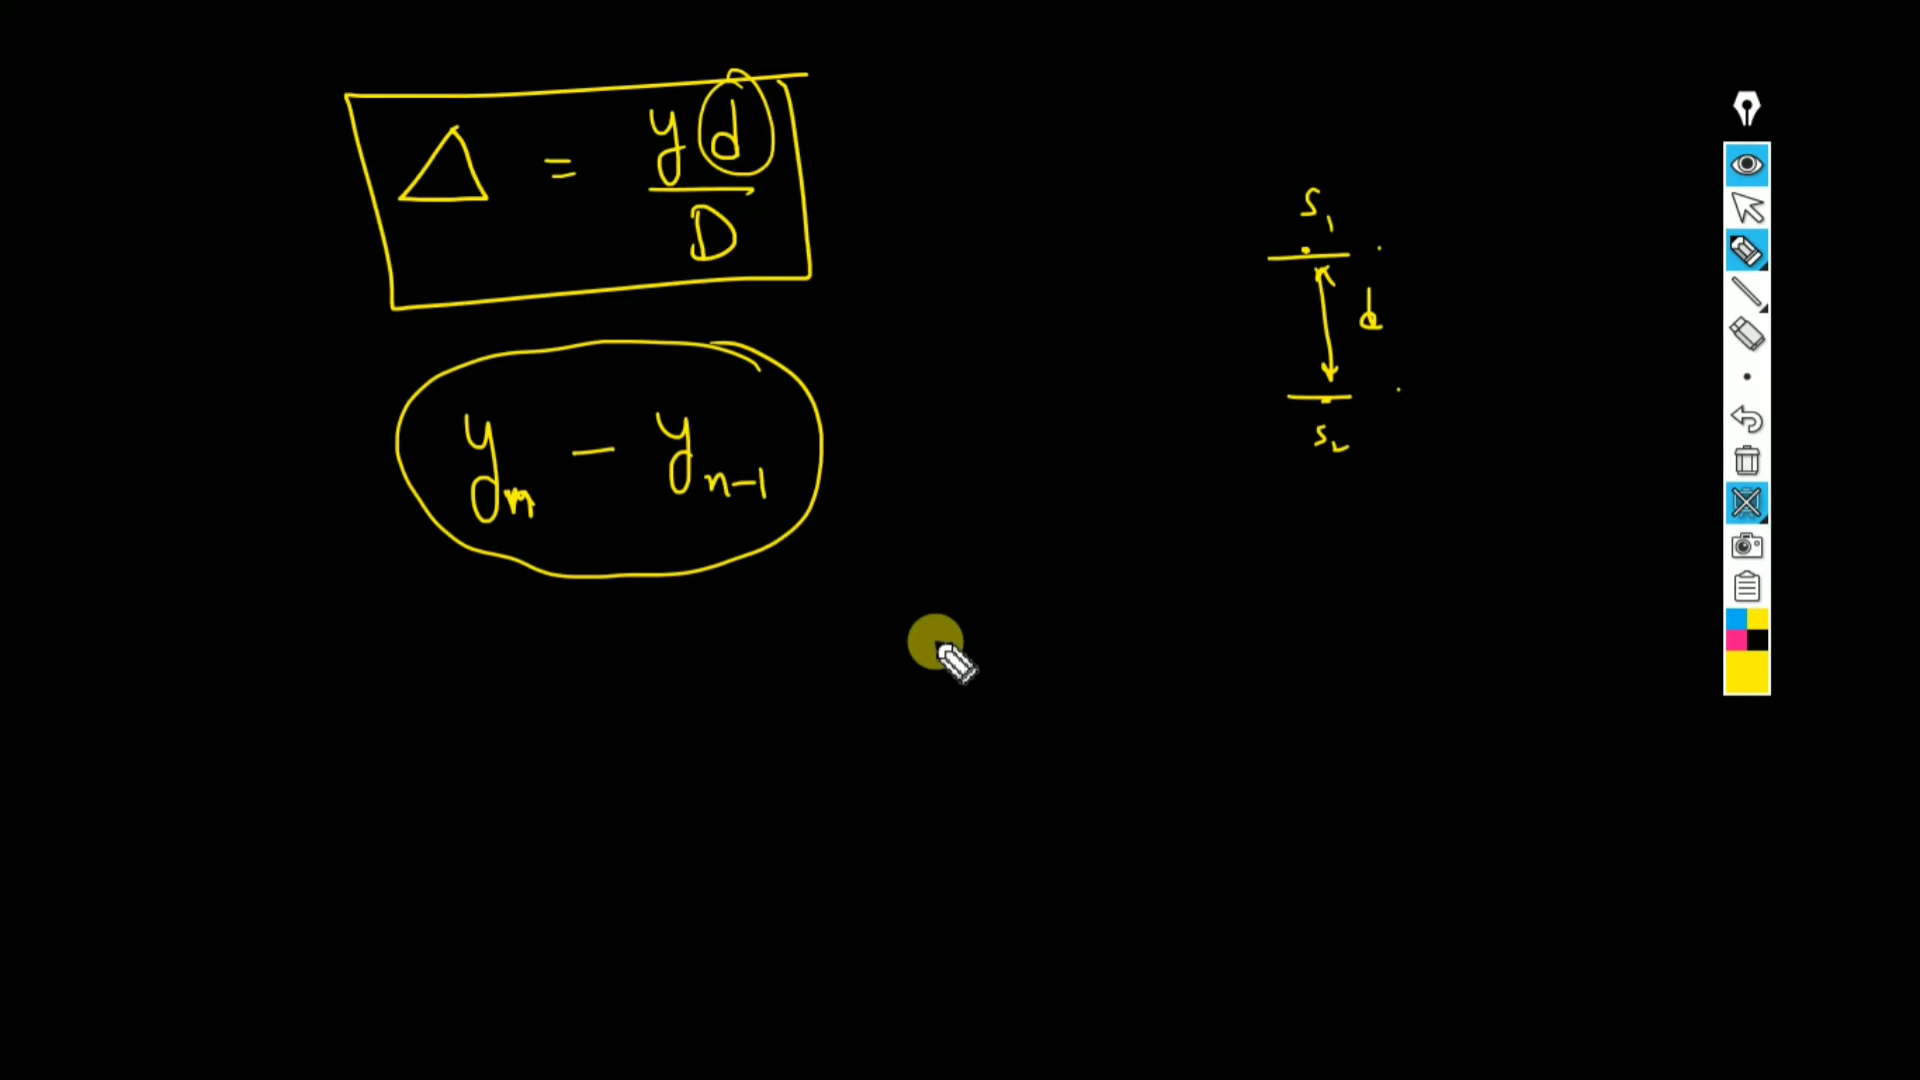 Δ = yd/D
yn - yn-1
S1
d
S2